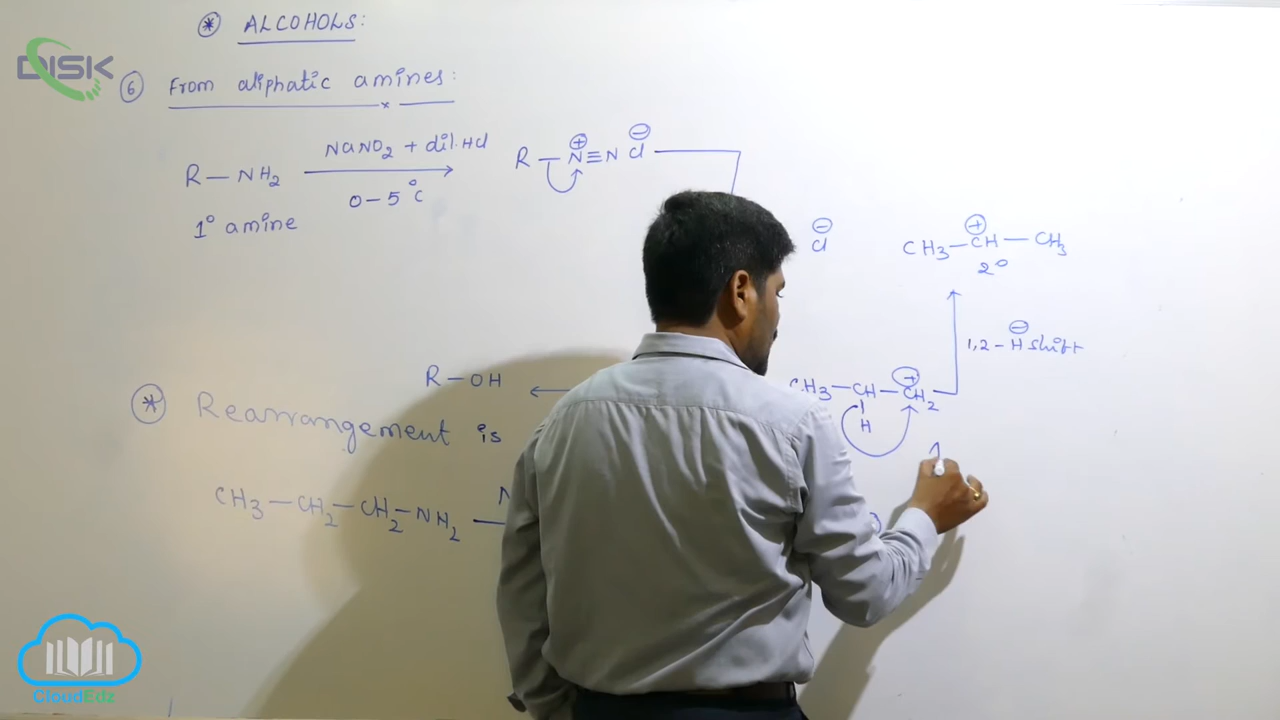 * ALCOHOLS:
DISK
6 From aliphatic amines:
R — NH2 NaNO2 + dil.HCl 0 – 5°C R — N⊕ ≡ N Cl⊖
1° amine
Cl⊖
CH3 — CH⊕ — CH3
2°
1,2 – H⊖ shift
R – OH ←
CH3 — CH – CH2⊕
H
* Rearrangement is
CH3 — CH2 — CH2 – NH2 — N
CloudEdz